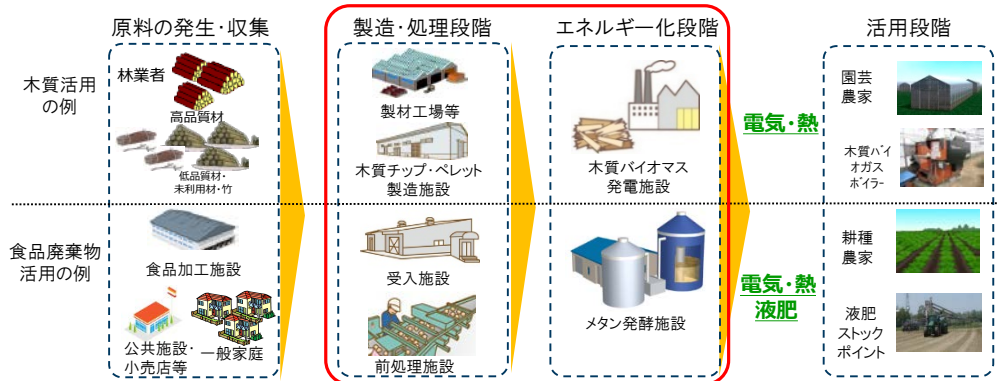 原料の発生・収集
製造・処理段階
エネルギー化段階
活用段階
木質活用
の例
林業者
高品質材
低品質材・
未利用材・竹
製材工場等
木質チップ・ペレット
製造施設
木質バイオマス
発電施設
電気・熱
園芸
農家
木質バイ
オガス
ボイラー
食品廃棄物
活用の例
食品加工施設
公共施設・
小売店等
一般家庭
受入施設
前処理施設
メタン発酵施設
電気・熱
液肥
耕種
農家
液肥
ストック
ポイント